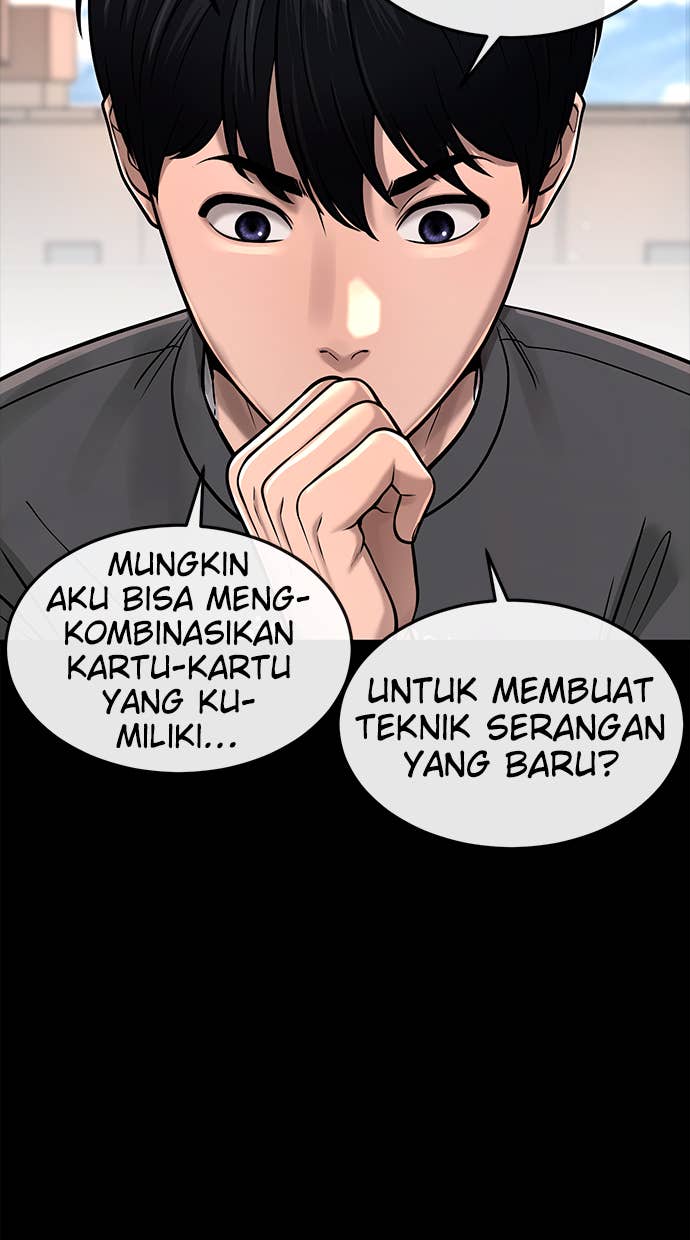 MUNGKIN
AKU BISA MENG-
KOMBINASIKAN
KARTU-KARTU
YANG KU-
MILIKI...
UNTUK MEMBUAT
TEKNIK SERANGAN
YANG BARU?